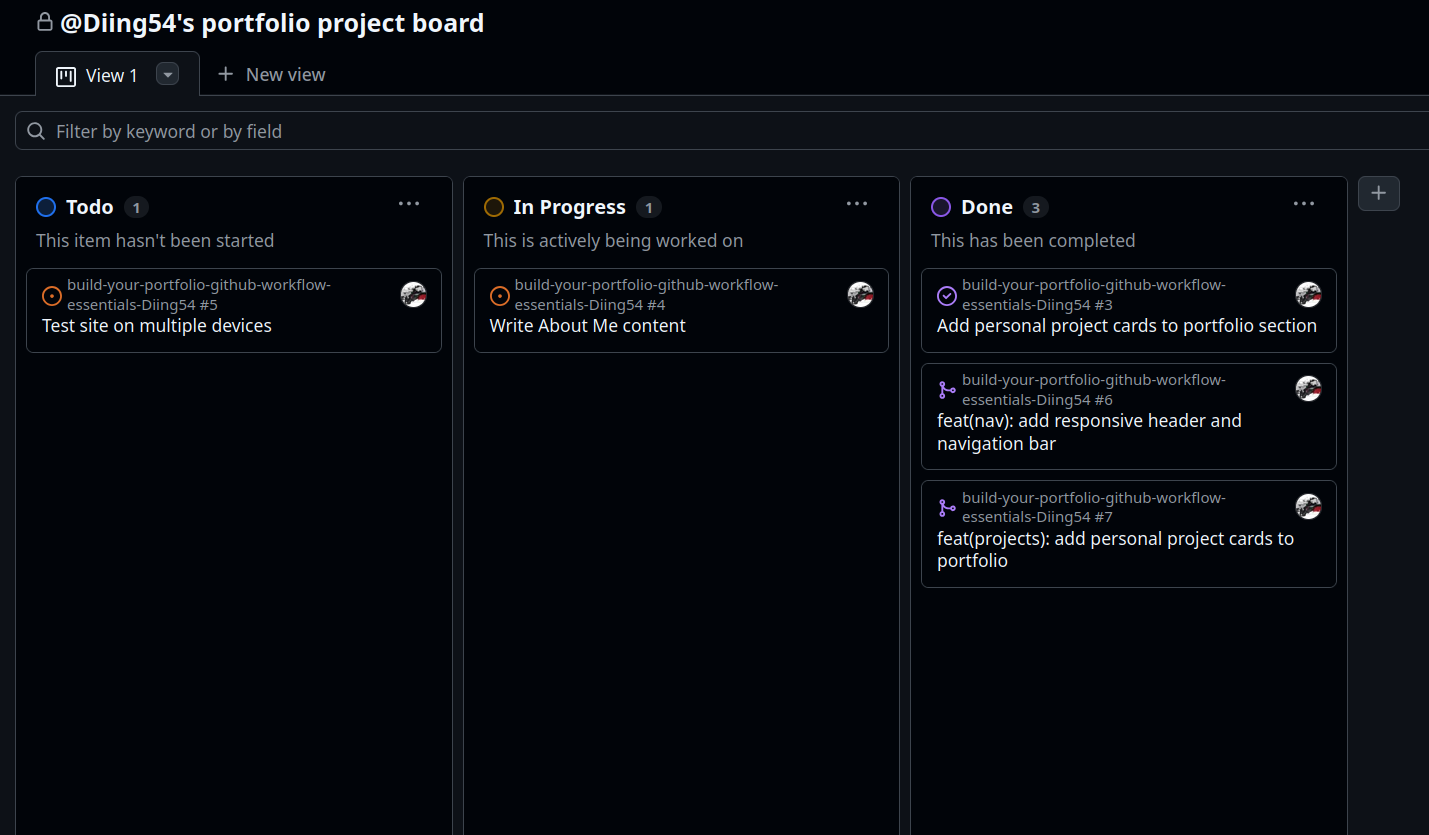 @Diing54's portfolio project board
View 1
New view
Filter by keyword or by field
Todo 1
This item hasn't been started
build-your-portfolio-github-workflow-
essentials-Diing54 #5
Test site on multiple devices
In Progress 1
This is actively being worked on
build-your-portfolio-github-workflow-
essentials-Diing54 #4
Write About Me content
Done 3
This has been completed
build-your-portfolio-github-workflow-
essentials-Diing54 #3
Add personal project cards to portfolio section
build-your-portfolio-github-workflow-
essentials-Diing54 #6
feat(nav): add responsive header and
navigation bar
build-your-portfolio-github-workflow-
essentials-Diing54 #7
feat(projects): add personal project cards to
portfolio